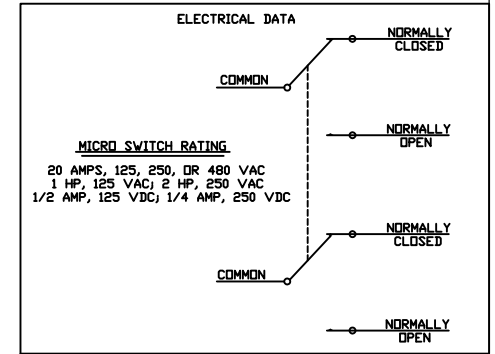 ELECTRICAL DATA
NORMALLY
CLOSED
COMMON
NORMALLY
OPEN
MICRO SWITCH RATING
20 AMPS, 125, 250, OR 480 VAC
1 HP, 125 VAC; 2 HP, 250 VAC
1/2 AMP, 125 VDC; 1/4 AMP, 250 VDC
NORMALLY
CLOSED
COMMON
NORMALLY
OPEN